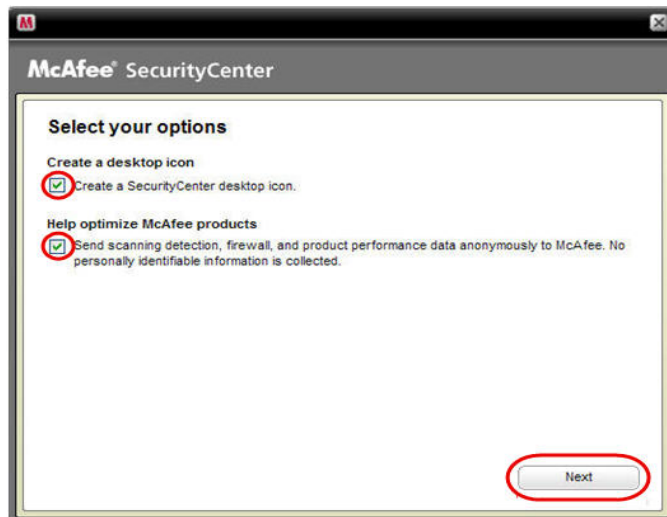 McAfee® SecurityCenter
Select your options
Create a desktop icon
Create a SecurityCenter desktop icon.
Help optimize McAfee products
Send scanning detection, firewall, and product performance data anonymously to McAfee. No
personally identifiable information is collected.
Next